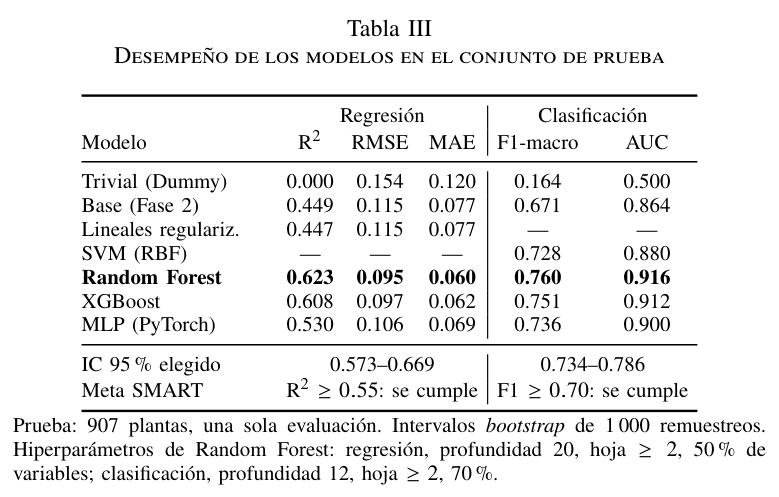 Tabla III
Desempeño de los modelos en el conjunto de prueba
Regresión Clasificación
Modelo R² RMSE MAE F1-macro AUC
Trivial (Dummy) 0.000 0.154 0.120 0.164 0.500
Base (Fase 2) 0.449 0.115 0.077 0.671 0.864
Lineales regulariz. 0.447 0.115 0.077 — —
SVM (RBF) — — — 0.728 0.880
Random Forest 0.623 0.095 0.060 0.760 0.916
XGBoost 0.608 0.097 0.062 0.751 0.912
MLP (PyTorch) 0.530 0.106 0.069 0.736 0.900
IC 95 % elegido 0.573–0.669 0.734–0.786
Meta SMART R² ≥ 0.55: se cumple F1 ≥ 0.70: se cumple
Prueba: 907 plantas, una sola evaluación. Intervalos bootstrap de 1 000 remuestreos.
Hiperparámetros de Random Forest: regresión, profundidad 20, hoja ≥ 2, 50 % de
variables; clasificación, profundidad 12, hoja ≥ 2, 70 %.